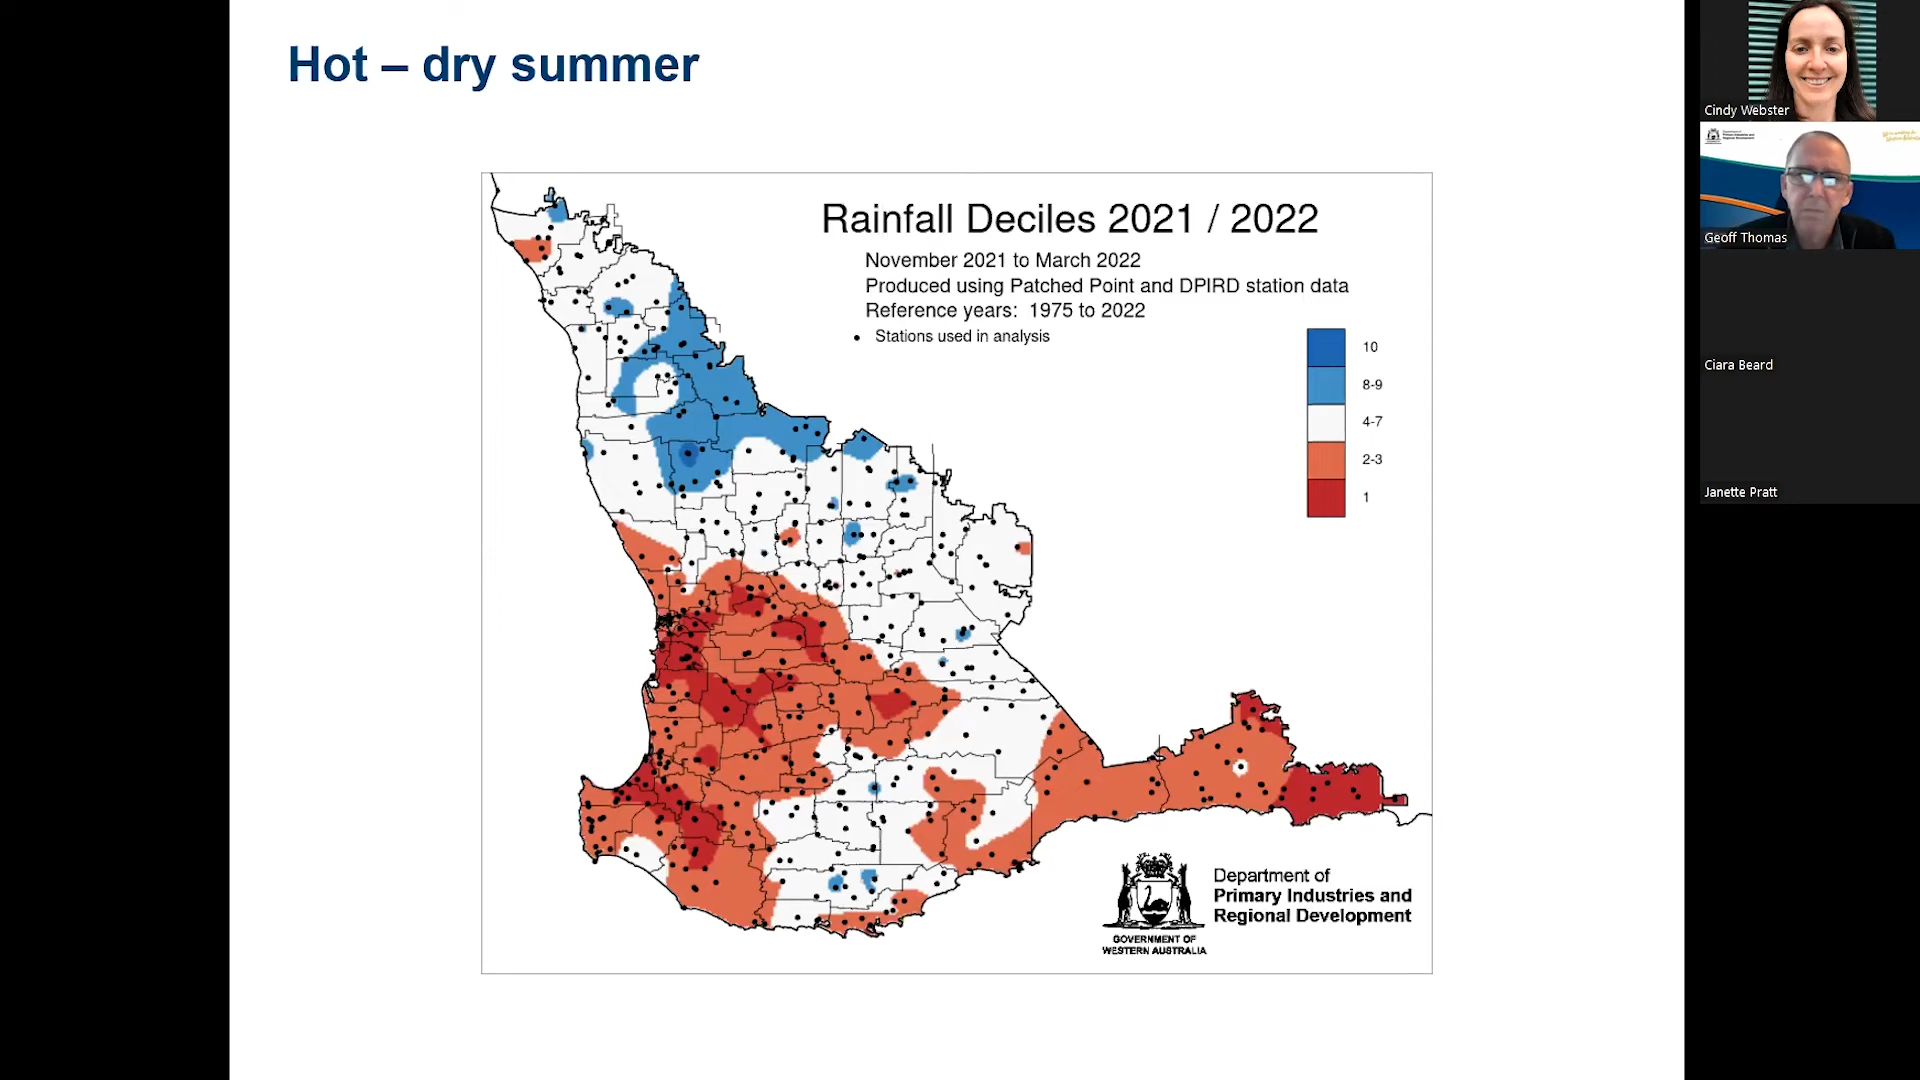 Hot – dry summer
Rainfall Deciles 2021 / 2022
November 2021 to March 2022
Produced using Patched Point and DPIRD station data
Reference years: 1975 to 2022
Stations used in analysis
10
8-9
4-7
2-3
1
Department of
Primary Industries and
Regional Development
GOVERNMENT OF
WESTERN AUSTRALIA
Cindy Webster
Geoff Thomas
Ciara Beard
Janette Pratt